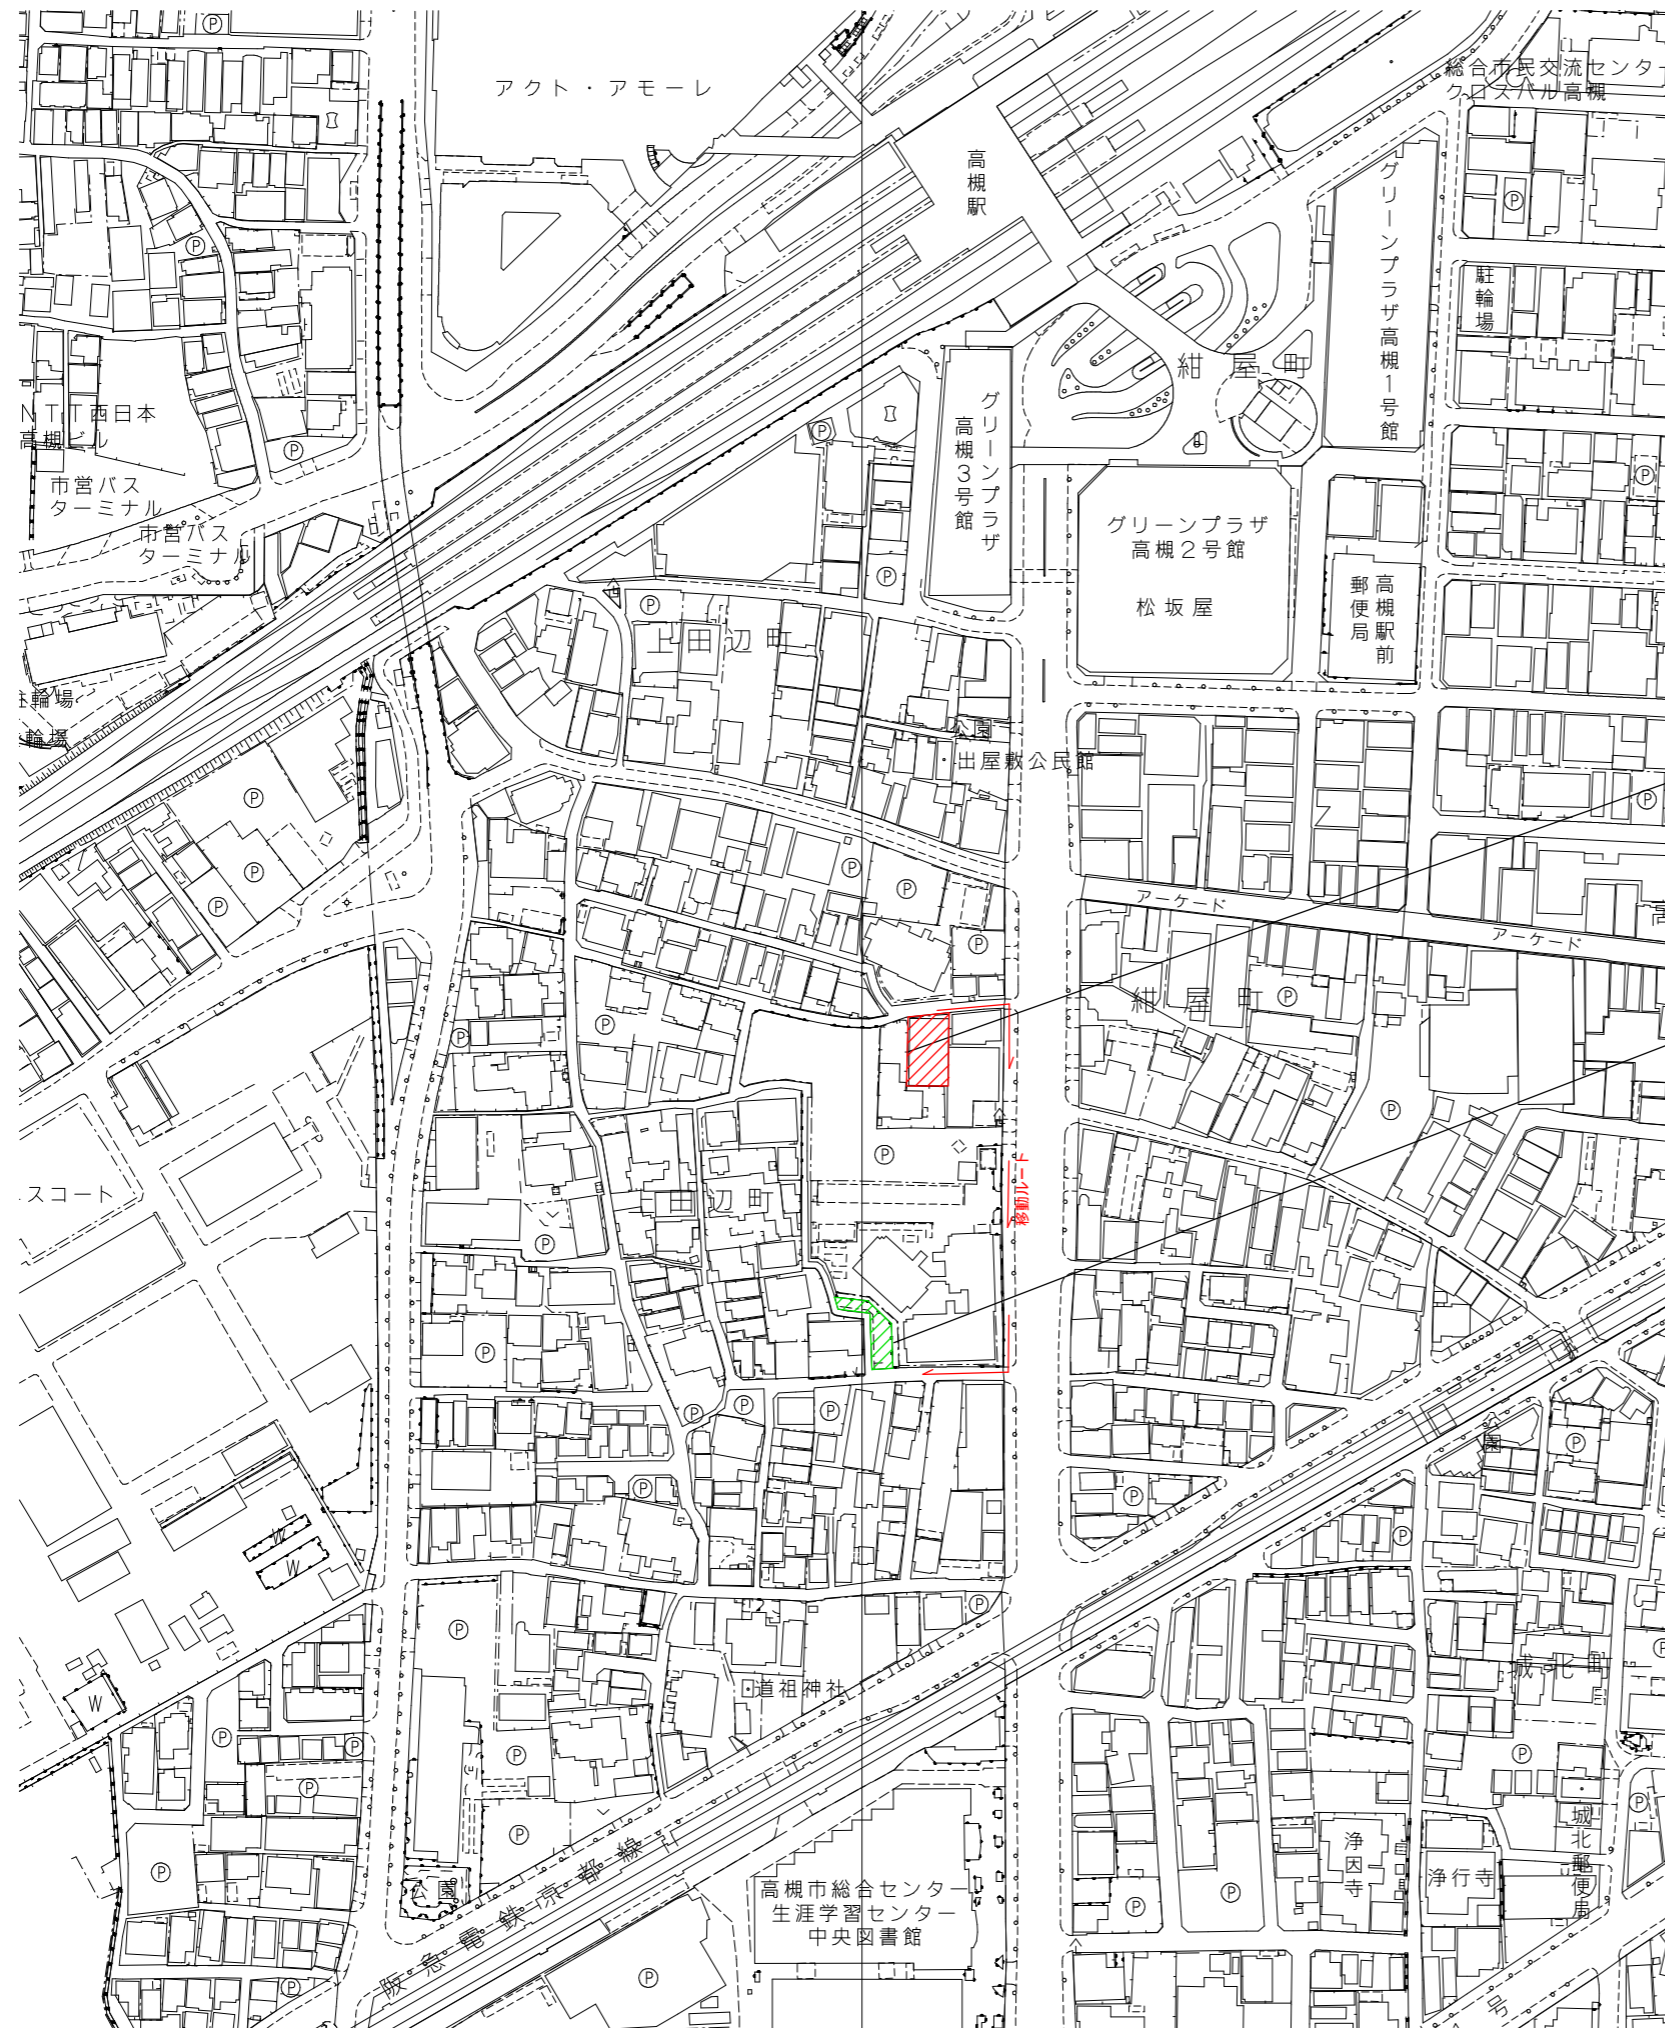 アクト・アモーレ
総合市民交流センター
クロスパル高槻
高槻駅
グリーンプラザ高槻1号館
駐輪場
紺屋町
NTT西日本
高槻ビル
グリーンプラザ
高槻3号館
市営バス
ターミナル
市営バス
ターミナル
グリーンプラザ
高槻2号館
松坂屋
高槻駅前
郵便局
上田辺町
駐輪場
輪場
公園
出屋敷公民館
アーケード
アーケード
高
紺屋町
スコート
移動ルート
田辺町
公園
W
W
W
道祖神社
城北町
城北郵便局
浄因寺
浄行寺
公園
阪急電鉄京都線
高槻市総合センター
生涯学習センター
中央図書館
号